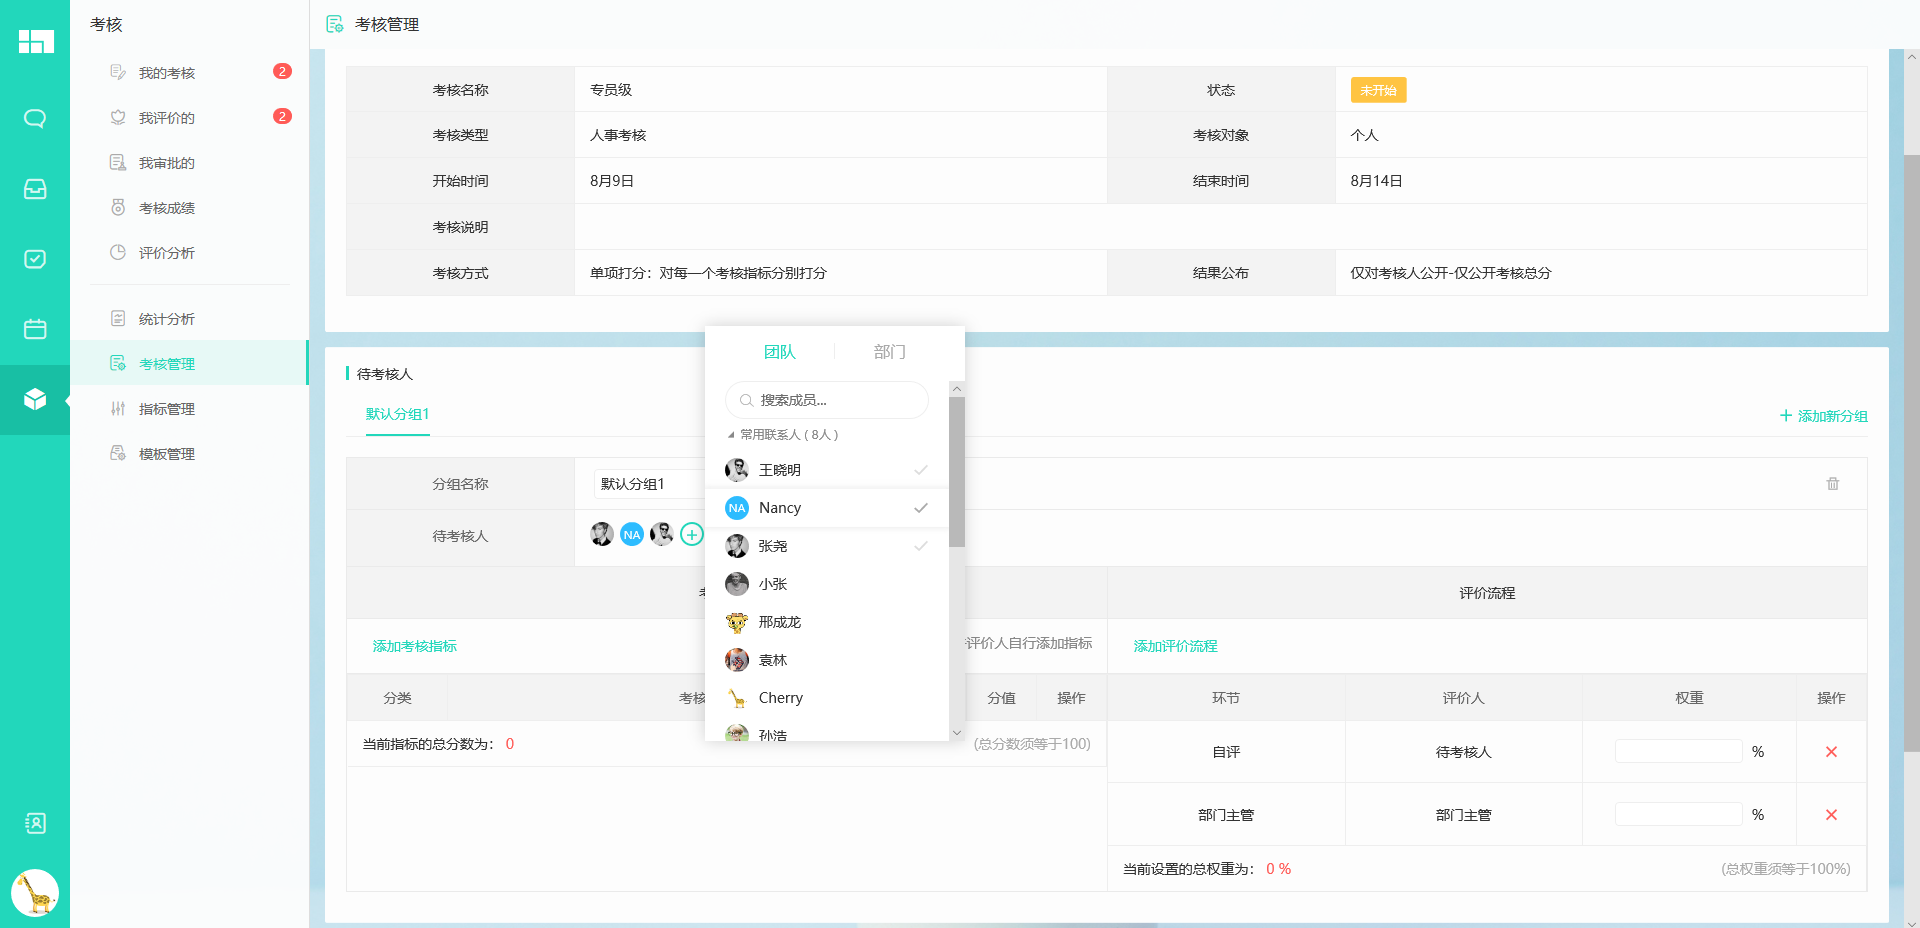 考核
我的考核 2
我评价的 2
我审批的
考核成绩
评价分析
统计分析
考核管理
指标管理
模板管理
考核管理
考核名称 专员级 状态 未开始
考核类型 人事考核 考核对象 个人
开始时间 8月9日 结束时间 8月14日
考核说明
考核方式 单项打分：对每一个考核指标分别打分 结果公布 仅对考核人公开-仅公开考核总分
待考核人
默认分组1
+ 添加新分组
分组名称 默认分组1
待考核人 NA
评价流程
添加考核指标 评价人自行添加指标 添加评价流程
分类 考核 分值 操作 环节 评价人 权重 操作
当前指标的总分数为： 0 (总分数须等于100)
自评 待考核人 %
部门主管 部门主管 %
当前设置的总权重为： 0 % (总权重须等于100%)
团队 部门
搜索成员...
常用联系人 ( 8人 )
王晓明
NA Nancy
张尧
小张
邢成龙
袁林
Cherry
孙浩